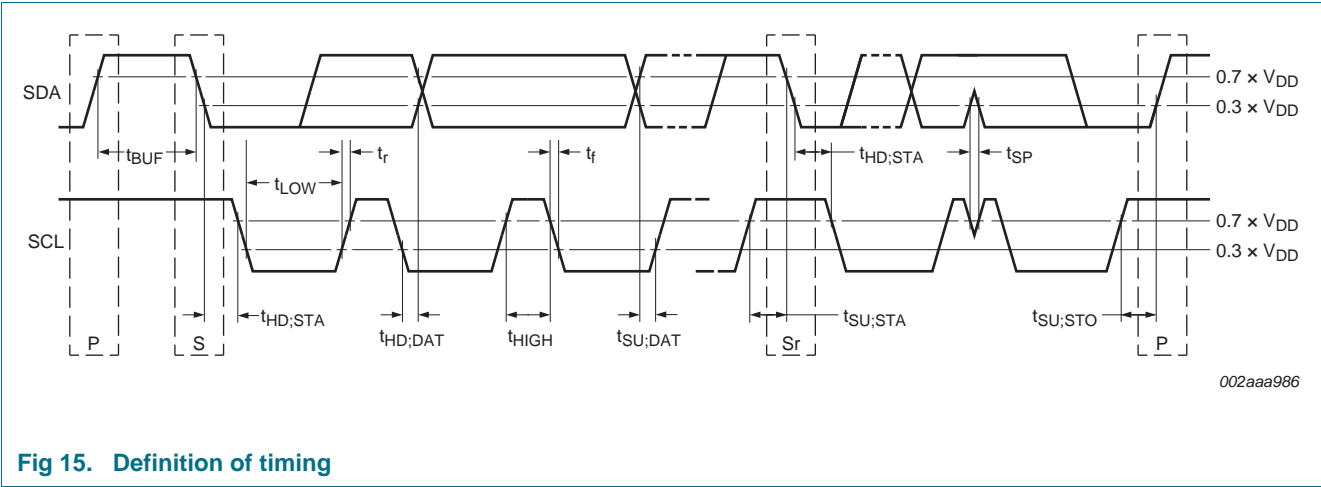 SDA
0.7 × VDD
0.3 × VDD
tBUF
tr
tf
tHD;STA
tSP
tLOW
SCL
0.7 × VDD
0.3 × VDD
tHD;STA
tHD;DAT
tHIGH
tSU;DAT
tSU;STA
tSU;STO
P
S
Sr
P
002aaa986
Fig 15. Definition of timing